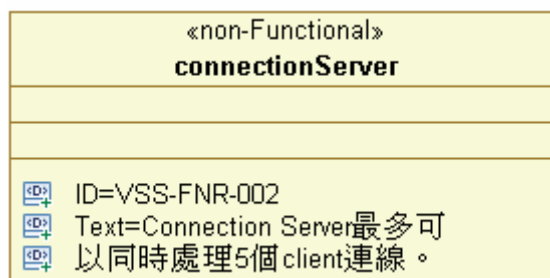 «non-Functional»
connectionServer
ID=VSS-FNR-002
Text=Connection Server最多可
以同時處理5個client連線。